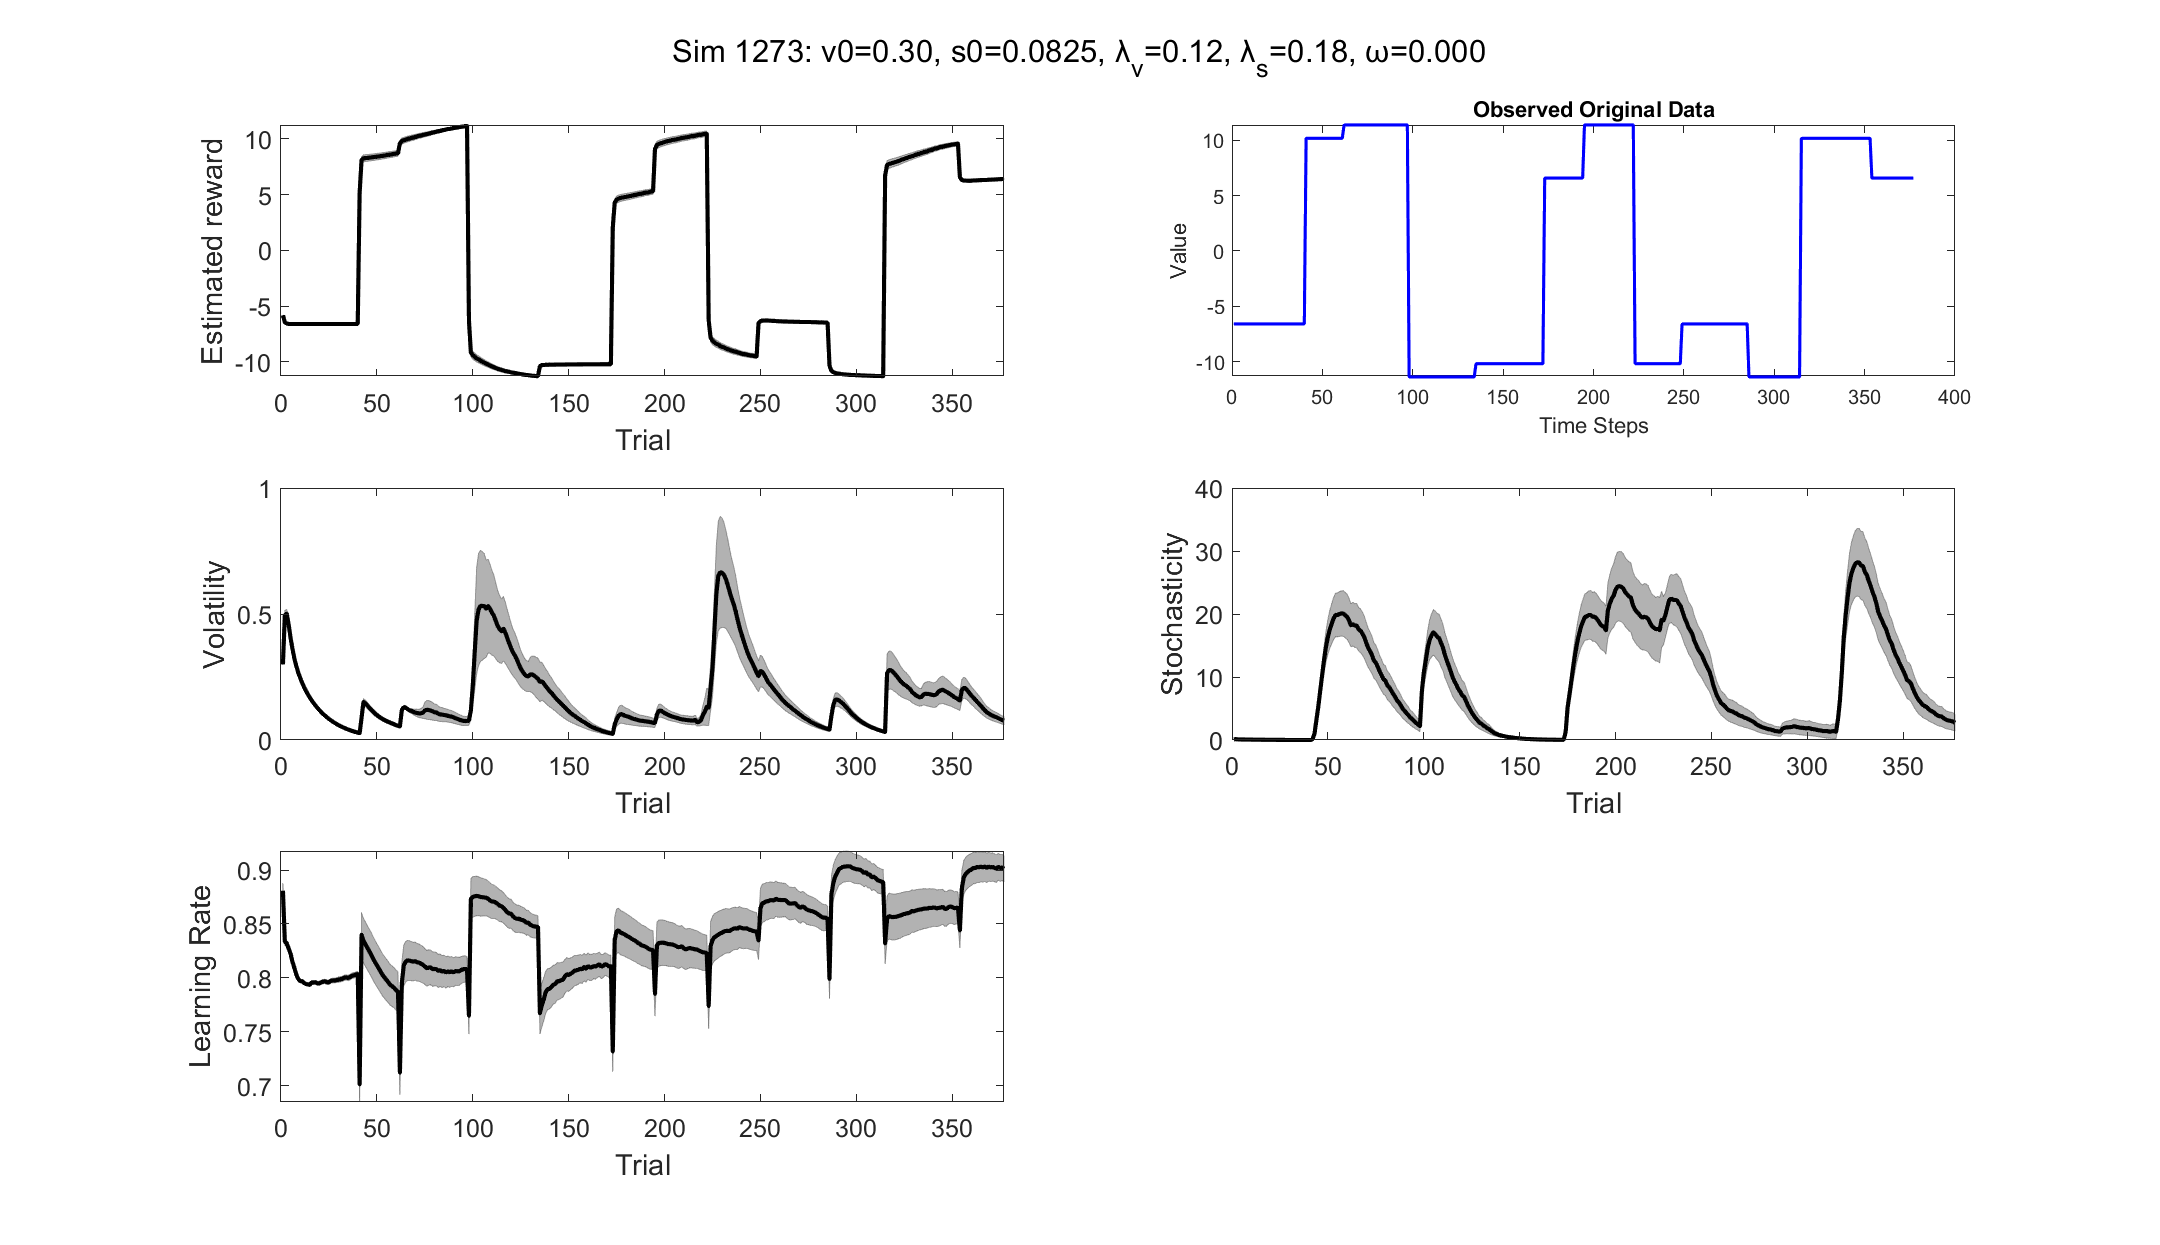 Sim 1273: v0=0.30, s0=0.0825, λ_v=0.12, λ_s=0.18, ω=0.000
Estimated reward
10
5
0
-5
-10
0 50 100 150 200 250 300 350
Trial
Observed Original Data
Value
10
5
0
-5
-10
0 50 100 150 200 250 300 350 400
Time Steps
Volatility
1
0.5
0
0 50 100 150 200 250 300 350
Trial
Stochasticity
40
30
20
10
0
0 50 100 150 200 250 300 350
Trial
Learning Rate
0.9
0.85
0.8
0.75
0.7
0 50 100 150 200 250 300 350
Trial